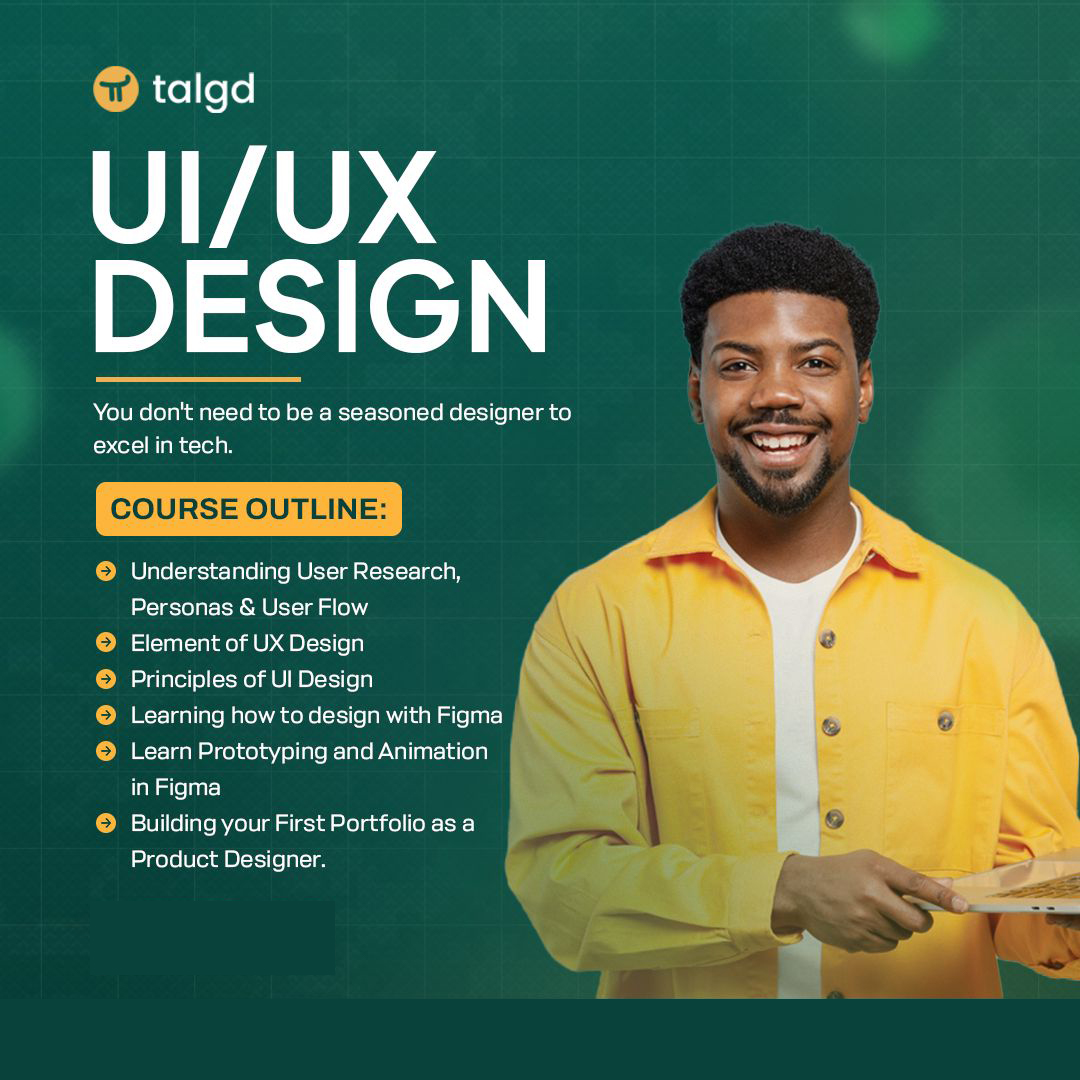 talgd
UI/UX
DESIGN
You don't need to be a seasoned designer to
excel in tech.
COURSE OUTLINE:
Understanding User Research,
Personas & User Flow
Element of UX Design
Principles of UI Design
Learning how to design with Figma
Learn Prototyping and Animation
in Figma
Building your First Portfolio as a
Product Designer.